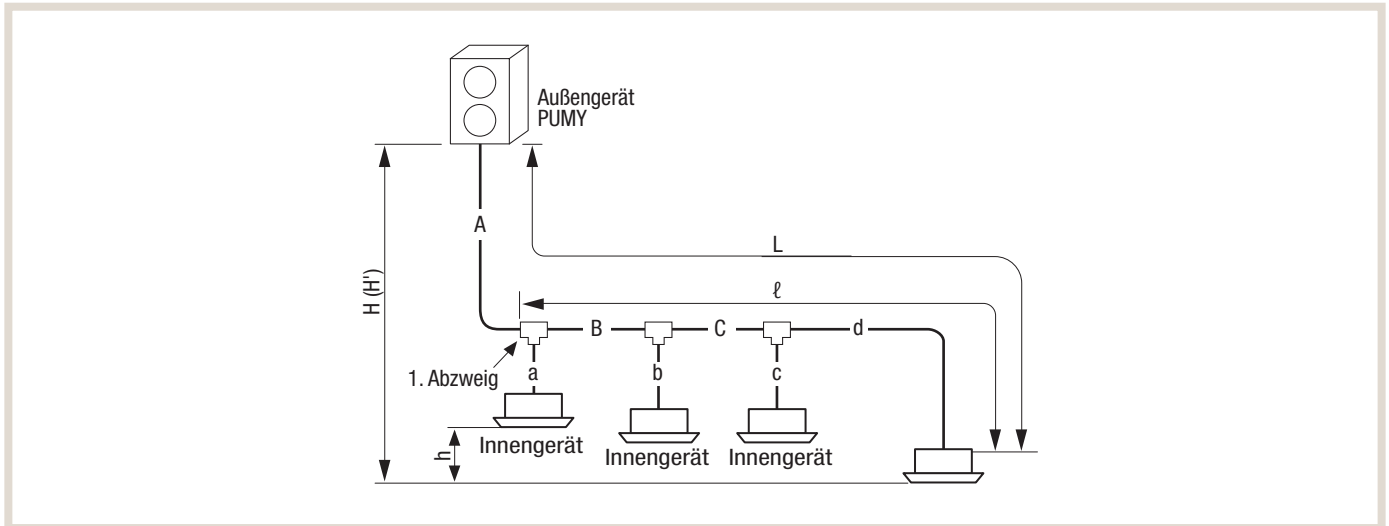 Außengerät
PUMY
A
L
H (H')
ℓ
B
C
d
1. Abzweig
a
b
c
h
Innengerät
Innengerät
Innengerät